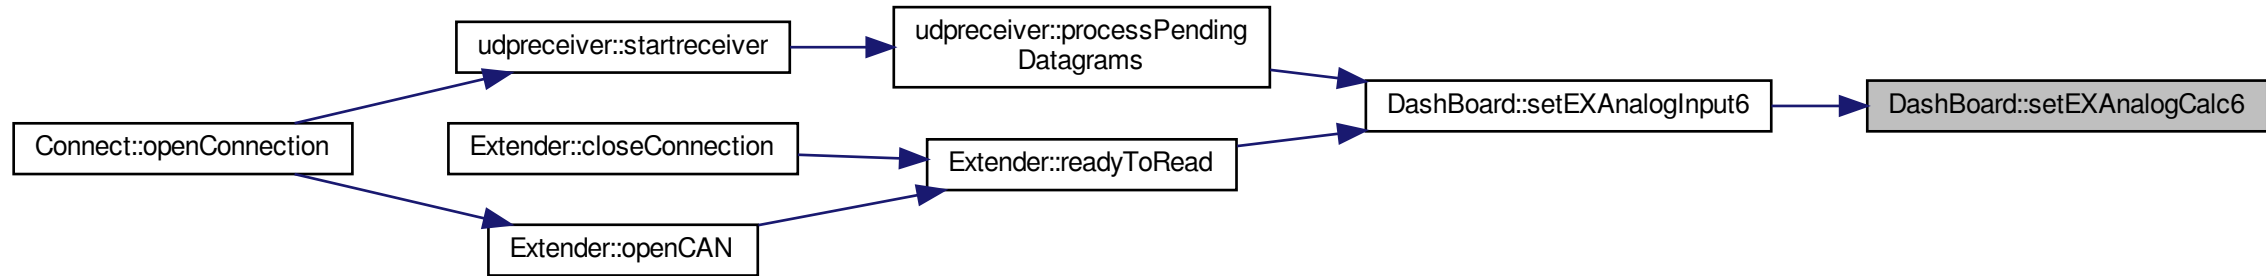 udpreceiver::processPending
Datagrams
udpreceiver::startreceiver
DashBoard::setEXAnalogInput6
DashBoard::setEXAnalogCalc6
Connect::openConnection
Extender::closeConnection
Extender::readyToRead
Extender::openCAN